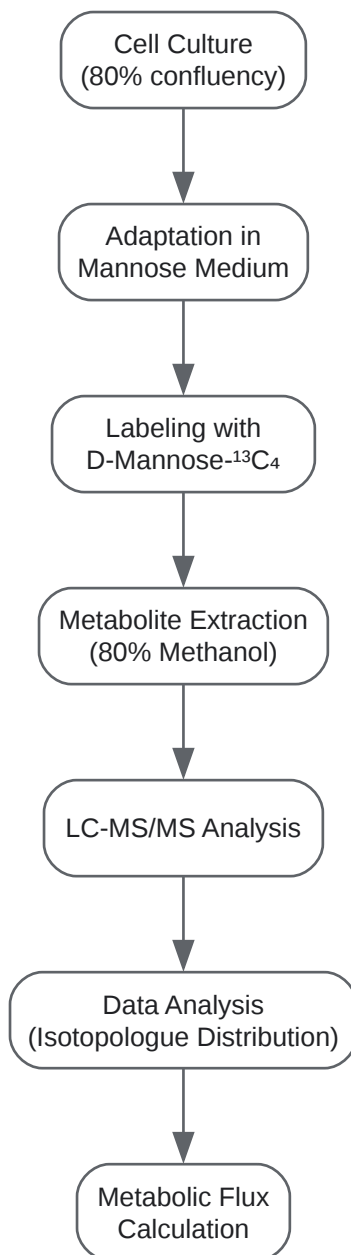 Cell Culture
(80% confluency)
Adaptation in
Mannose Medium
Labeling with
D-Mannose-¹³C₄
Metabolite Extraction
(80% Methanol)
LC-MS/MS Analysis
Data Analysis
(Isotopologue Distribution)
Metabolic Flux
Calculation